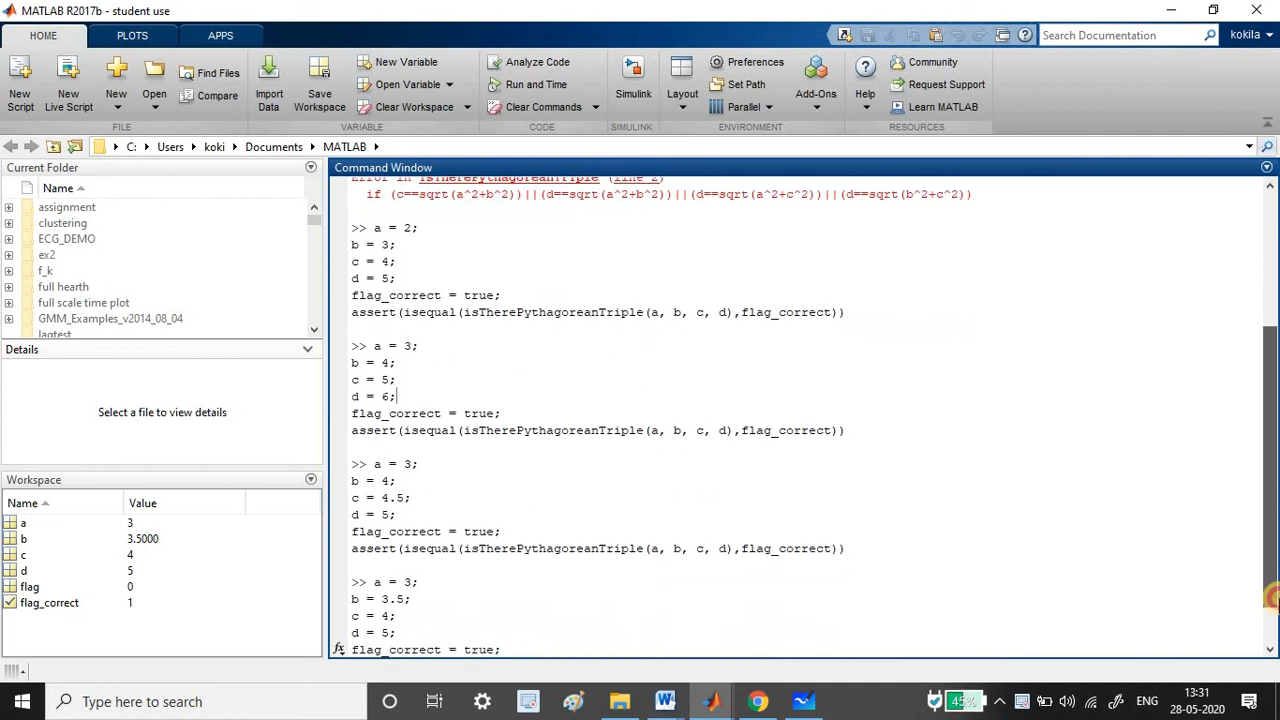 MATLAB R2017b - student use
HOME PLOTS APPS Search Documentation kokila
New Script New Live Script New Open Find Files Compare Import Data Save Workspace New Variable Open Variable Clear Workspace Analyze Code Run and Time Clear Commands Simulink Layout Preferences Set Path Parallel Add-Ons Help Community Request Support Learn MATLAB
FILE VARIABLE CODE SIMULINK ENVIRONMENT RESOURCES
C: Users koki Documents MATLAB
Current Folder
Name
assignment
clustering
ECG_DEMO
ex2
f_k
full hearth
full scale time plot
GMM_Examples_v2014_08_04
lagtest
Details
Select a file to view details
Workspace
Name Value
a 3
b 3.5000
c 4
d 5
flag 0
flag_correct 1
Command Window
Error in isTherePythagoreanTriple (line 2)
if (c==sqrt(a^2+b^2))||(d==sqrt(a^2+b^2))||(d==sqrt(a^2+c^2))||(d==sqrt(b^2+c^2))
>> a = 2;
b = 3;
c = 4;
d = 5;
flag_correct = true;
assert(isequal(isTherePythagoreanTriple(a, b, c, d),flag_correct))
>> a = 3;
b = 4;
c = 5;
d = 6;
flag_correct = true;
assert(isequal(isTherePythagoreanTriple(a, b, c, d),flag_correct))
>> a = 3;
b = 4;
c = 4.5;
d = 5;
flag_correct = true;
assert(isequal(isTherePythagoreanTriple(a, b, c, d),flag_correct))
>> a = 3;
b = 3.5;
c = 4;
d = 5;
fx flag_correct = true;
Type here to search
45% ENG 13:31
28-05-2020